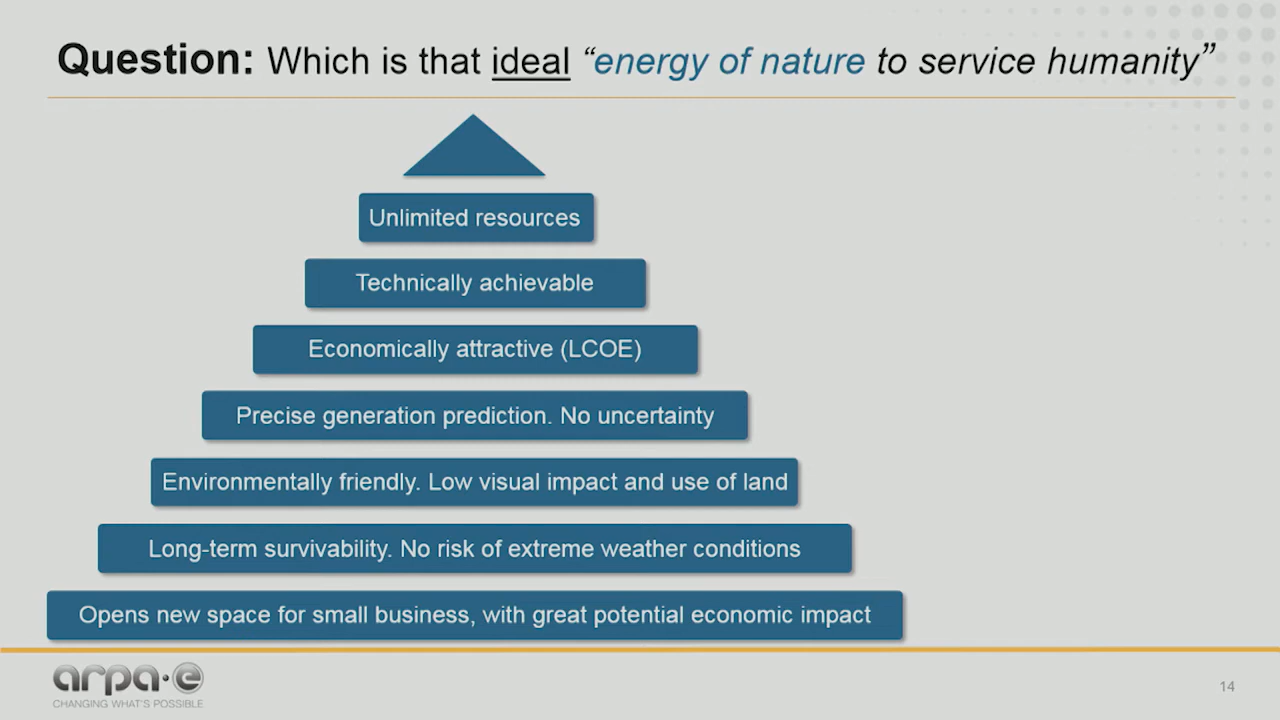 Question: Which is that ideal “energy of nature to service humanity”
Unlimited resources
Technically achievable
Economically attractive (LCOE)
Precise generation prediction. No uncertainty
Environmentally friendly. Low visual impact and use of land
Long-term survivability. No risk of extreme weather conditions
Opens new space for small business, with great potential economic impact
arpa·e
CHANGING WHAT'S POSSIBLE
14